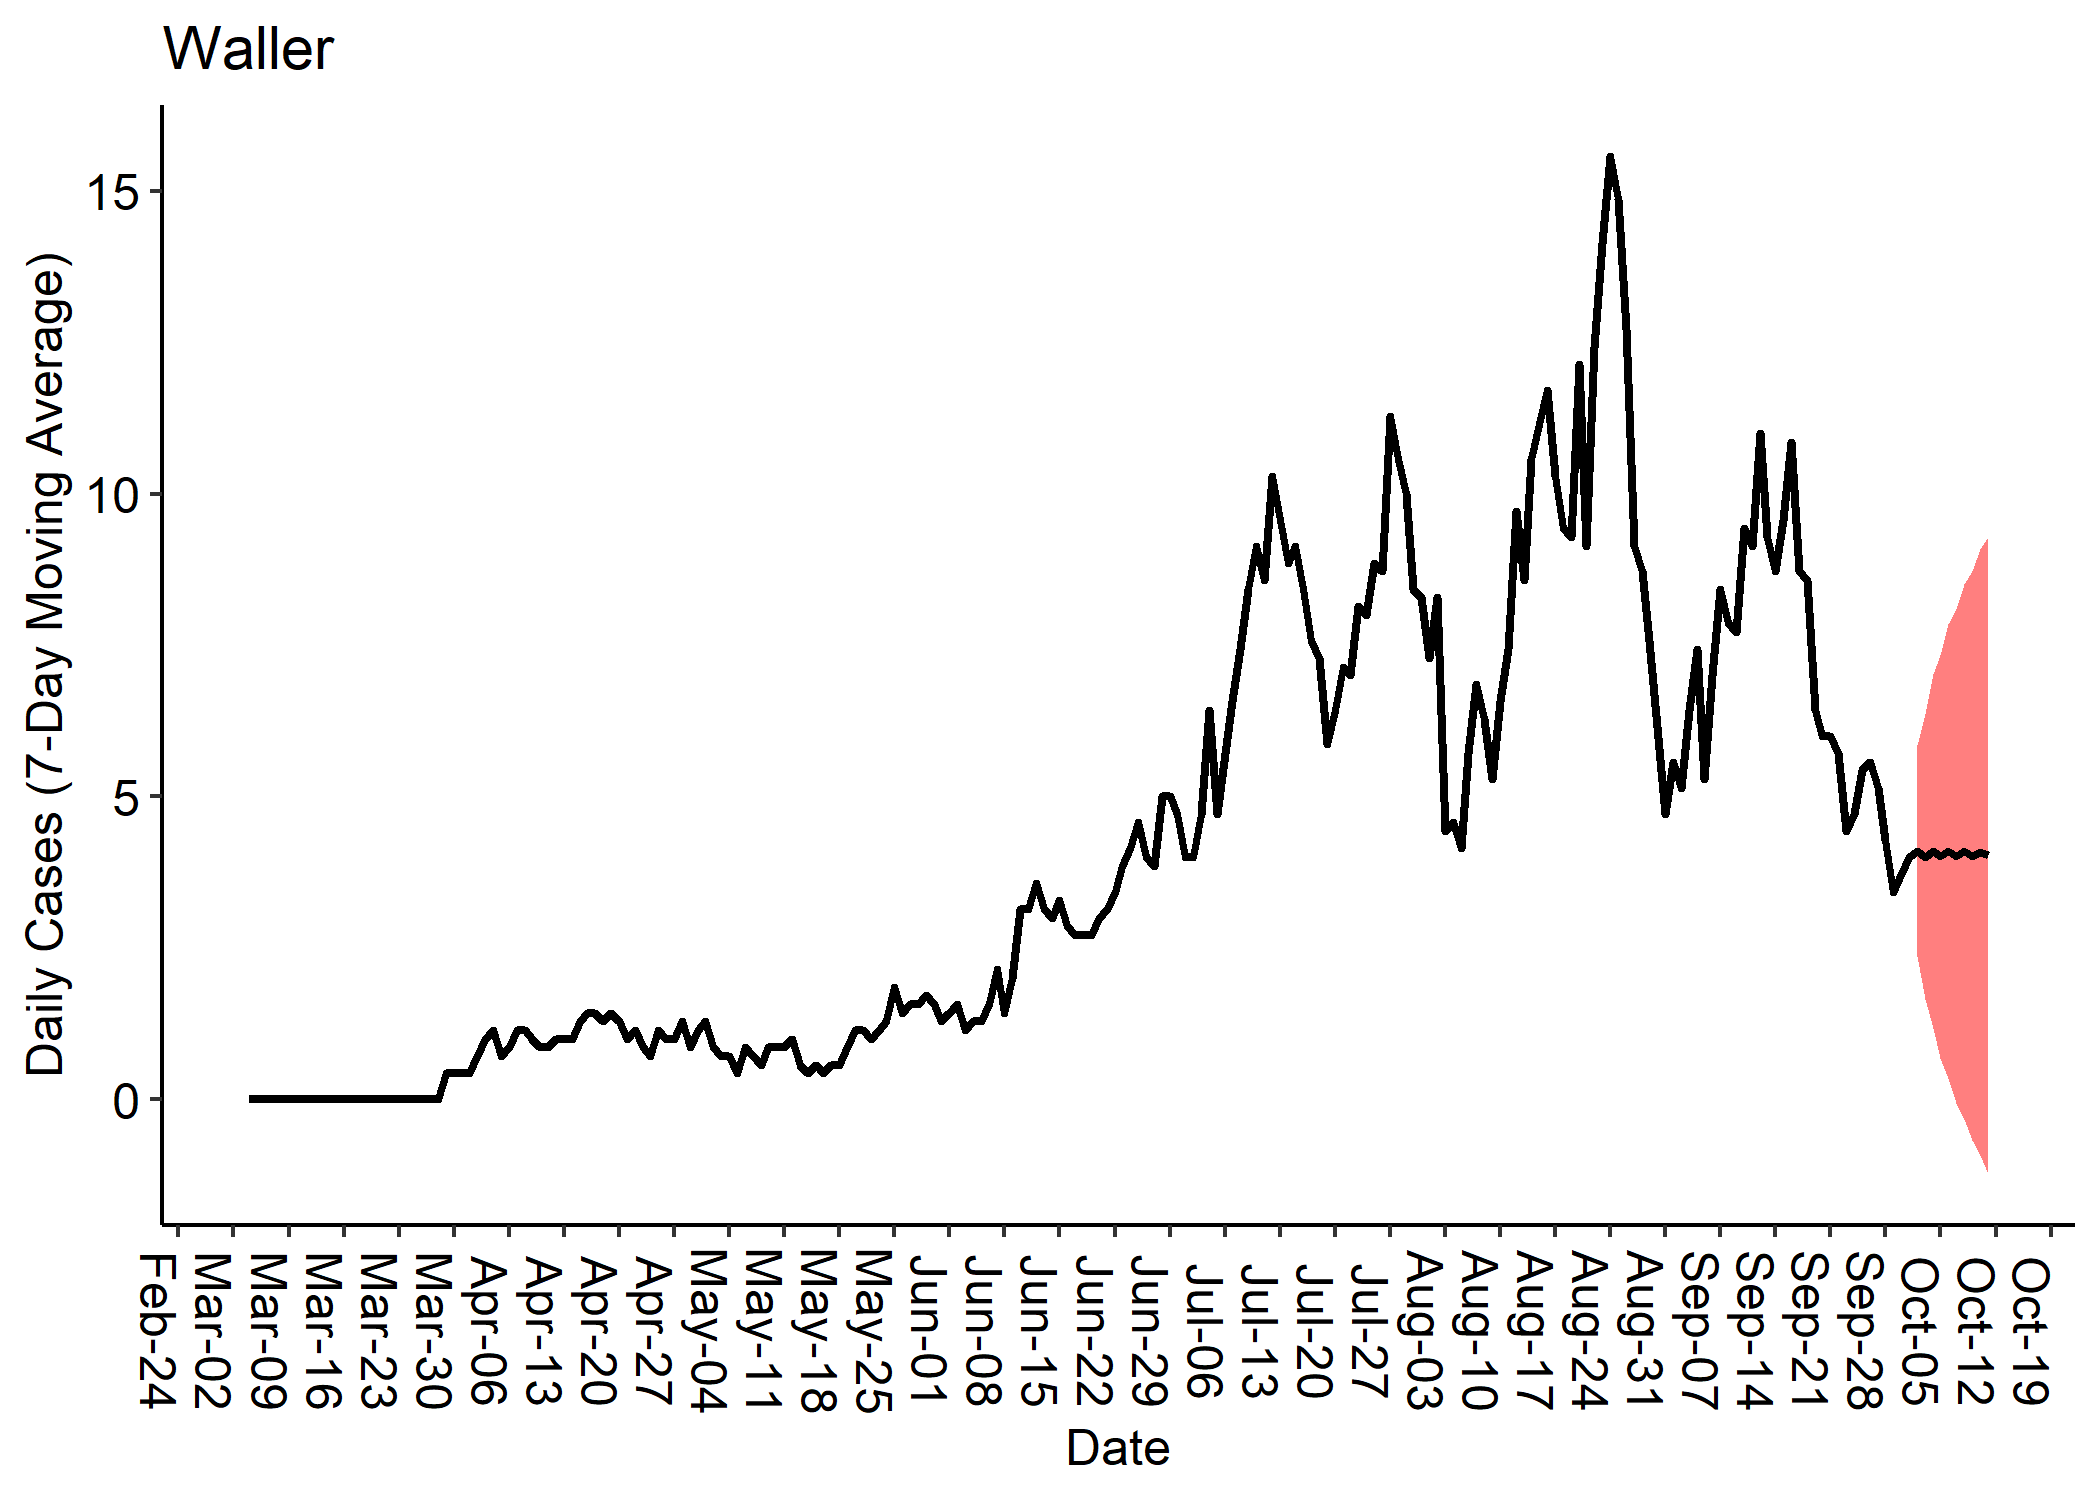 Waller
Daily Cases (7-Day Moving Average)
15
10
5
0
Feb-24
Mar-02
Mar-09
Mar-16
Mar-23
Mar-30
Apr-06
Apr-13
Apr-20
Apr-27
May-04
May-11
May-18
May-25
Jun-01
Jun-08
Jun-15
Jun-22
Jun-29
Jul-06
Jul-13
Jul-20
Jul-27
Aug-03
Aug-10
Aug-17
Aug-24
Aug-31
Sep-07
Sep-14
Sep-21
Sep-28
Oct-05
Oct-12
Oct-19
Date